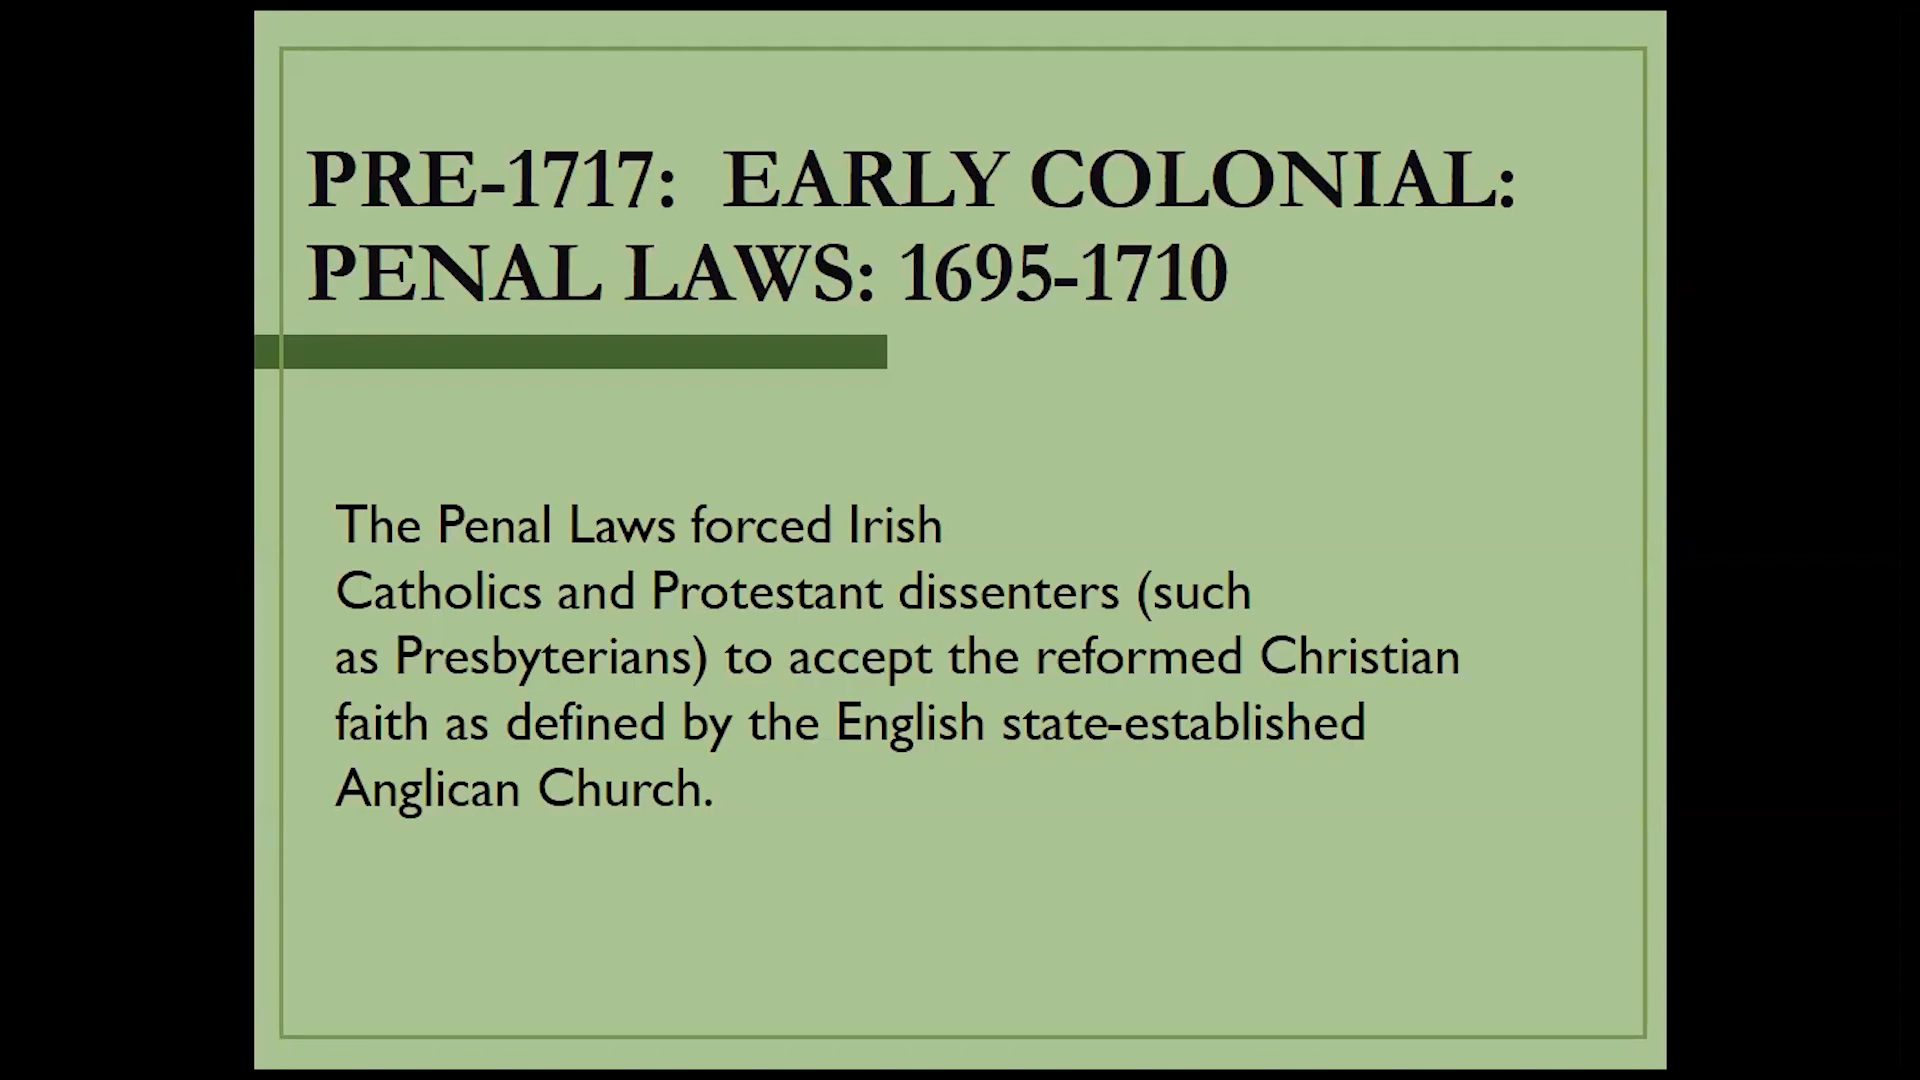 PRE-1717:  EARLY COLONIAL:
PENAL LAWS: 1695-1710
The Penal Laws forced Irish
Catholics and Protestant dissenters (such
as Presbyterians) to accept the reformed Christian
faith as defined by the English state-established
Anglican Church.